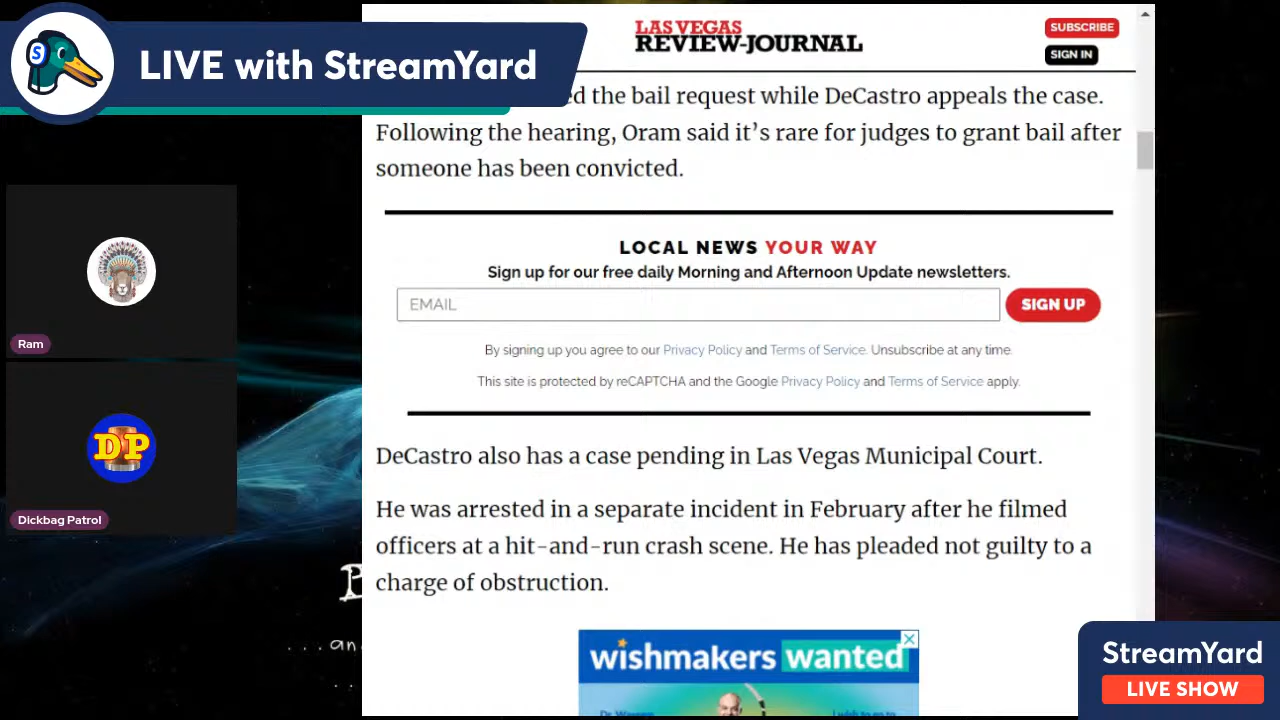 LIVE with StreamYard
S
LAS VEGAS
REVIEW-JOURNAL
SUBSCRIBE
SIGN IN
ed the bail request while DeCastro appeals the case.
Following the hearing, Oram said it’s rare for judges to grant bail after
someone has been convicted.
LOCAL NEWS YOUR WAY
Sign up for our free daily Morning and Afternoon Update newsletters.
EMAIL
SIGN UP
By signing up you agree to our Privacy Policy and Terms of Service. Unsubscribe at any time.
This site is protected by reCAPTCHA and the Google Privacy Policy and Terms of Service apply.
DeCastro also has a case pending in Las Vegas Municipal Court.
He was arrested in a separate incident in February after he filmed
officers at a hit-and-run crash scene. He has pleaded not guilty to a
charge of obstruction.
wishmakers wanted
Ram
DP
Dickbag Patrol
StreamYard
LIVE SHOW